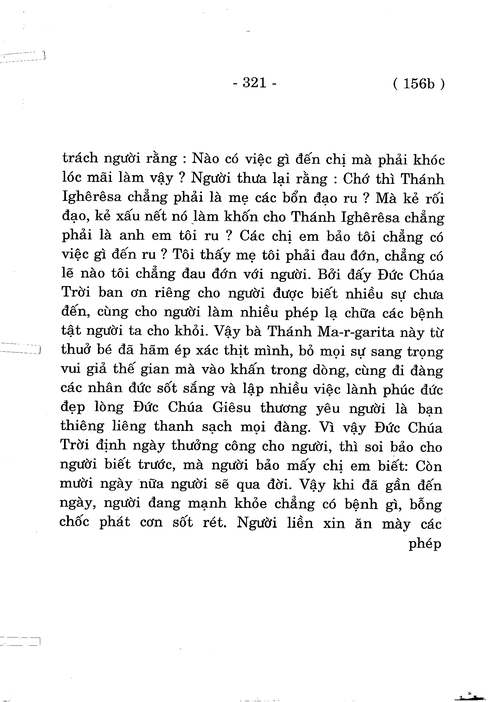 - 321 - ( 156b )
trách người rằng : Nào có việc gì đến chị mà phải khóc
lóc mãi làm vậy ? Người thưa lại rằng : Chớ thì Thánh
Ighêrêsa chẳng phải là mẹ các bổn đạo ru ? Mà kẻ rối
đạo, kẻ xấu nết nó làm khốn cho Thánh Ighêrêsa chẳng
phải là anh em tôi ru ? Các chị em bảo tôi chẳng có
việc gì đến ru ? Tôi thấy mẹ tôi phải đau đớn, chẳng có
lẽ nào tôi chẳng đau đớn với người. Bởi đấy Đức Chúa
Trời ban ơn riêng cho người được biết nhiều sự chưa
đến, cùng cho người làm nhiều phép lạ chữa các bệnh
tật người ta cho khỏi. Vậy bà Thánh Ma-r-garita này từ
thuở bé đã hãm ép xác thịt mình, bỏ mọi sự sang trọng
vui giả thế gian mà vào khấn trong dòng, cùng đi đàng
các nhân đức sốt sắng và lập nhiều việc lành phúc đức
đẹp lòng Đức Chúa Giêsu thương yêu người là bạn
thiêng liêng thanh sạch mọi đàng. Vì vậy Đức Chúa
Trời định ngày thưởng công cho người, thì soi bảo cho
người biết trước, mà người bảo mấy chị em biết: Còn
mười ngày nữa người sẽ qua đời. Vậy khi đã gần đến
ngày, người đang mạnh khỏe chẳng có bệnh gì, bỗng
chốc phát cơn sốt rét. Người liền xin ăn mày các
phép